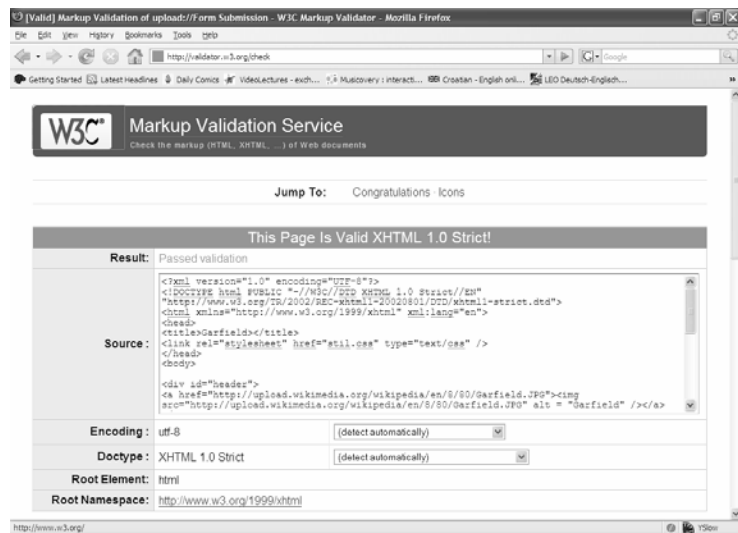 [Valid] Markup Validation of upload://Form Submission - W3C Markup Validator - Mozilla Firefox
File Edit View History Bookmarks Tools Help
http://validator.w3.org/check
Google
Getting Started Latest Headlines Daily Comics VideoLectures - exch... Musicovery : interacti... Croatian - English onli... LEO Deutsch-Englisch...
W3C®
Markup Validation Service
Check the markup (HTML, XHTML, ...) of Web documents
Jump To: Congratulations · Icons
This Page Is Valid XHTML 1.0 Strict!
Result: Passed validation
Source :
<?xml version="1.0" encoding="UTF-8"?>
<!DOCTYPE html PUBLIC "-//W3C//DTD XHTML 1.0 Strict//EN"
"http://www.w3.org/TR/2002/REC-xhtml1-20020801/DTD/xhtml1-strict.dtd">
<html xmlns="http://www.w3.org/1999/xhtml" xml:lang="en">
<head>
<title>Garfield</title>
<link rel="stylesheet" href="stil.css" type="text/css" />
</head>
<body>
<div id="header">
<a href="http://upload.wikimedia.org/wikipedia/en/8/80/Garfield.JPG"><img
src="http://upload.wikimedia.org/wikipedia/en/8/80/Garfield.JPG" alt = "Garfield" /></a>
Encoding : utf-8 (detect automatically)
Doctype : XHTML 1.0 Strict (detect automatically)
Root Element: html
Root Namespace: http://www.w3.org/1999/xhtml
http://www.w3.org/ YSlow